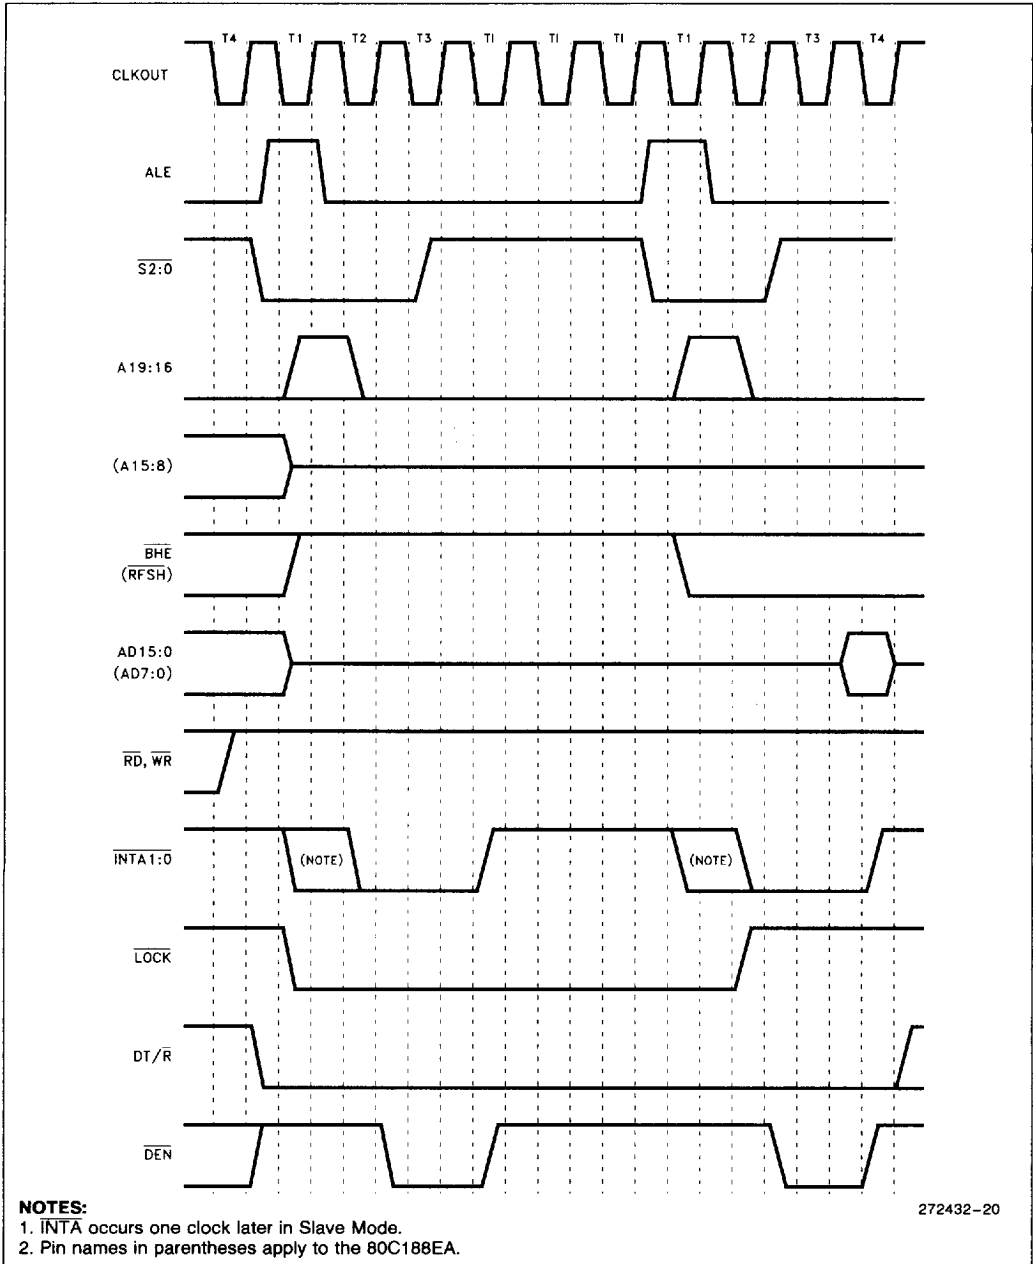 T4 T1 T2 T3 TI TI TI T1 T2 T3 T4
CLKOUT
ALE
S2:0
A19:16
(A15:8)
BHE
(RFSH)
AD15:0
(AD7:0)
RD, WR
INTA1:0 (NOTE) (NOTE)
LOCK
DT/R
DEN
NOTES:
272432-20
1. INTA occurs one clock later in Slave Mode.
2. Pin names in parentheses apply to the 80C188EA.